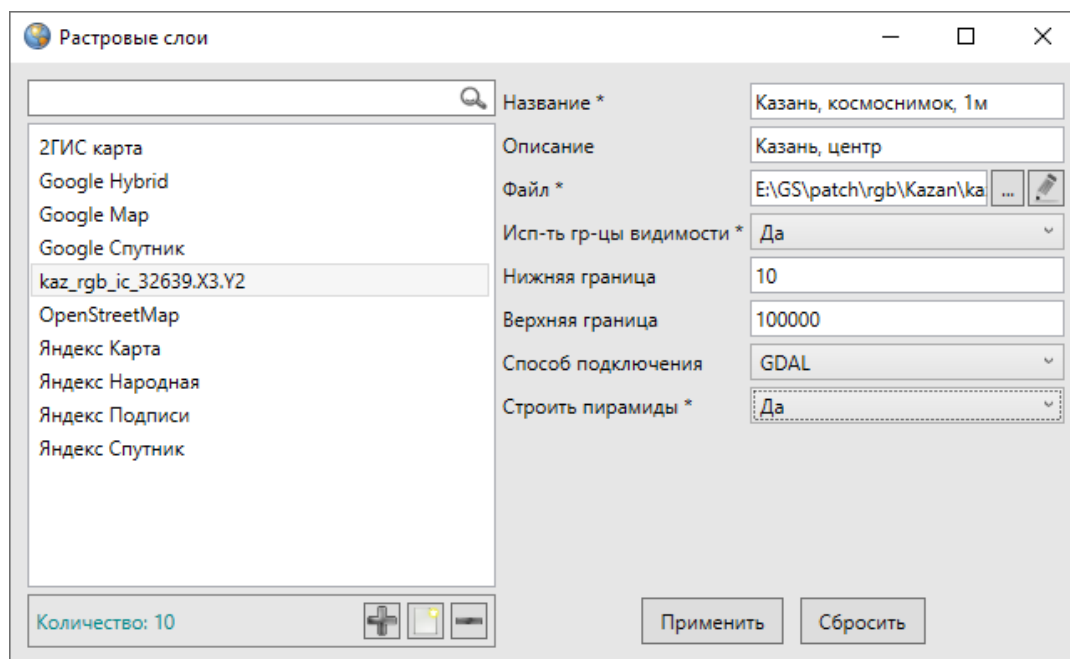 Растровые слои
2ГИС карта
Google Hybrid
Google Map
Google Спутник
kaz_rgb_ic_32639.X3.Y2
OpenStreetMap
Яндекс Карта
Яндекс Народная
Яндекс Подписи
Яндекс Спутник
Количество: 10
Название * Казань, космоснимок, 1м
Описание Казань, центр
Файл * E:\GS\patch\rgb\Kazan\ka ...
Исп-ть гр-цы видимости * Да
Нижняя граница 10
Верхняя граница 100000
Способ подключения GDAL
Строить пирамиды * Да
Применить Сбросить